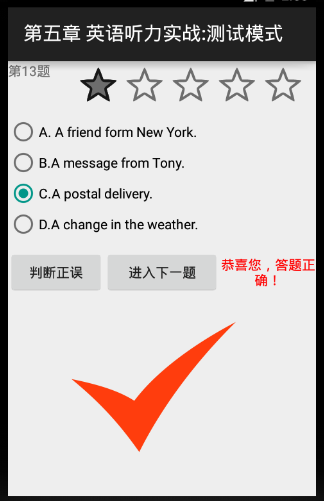 第五章 英语听力实战:测试模式
第13题
A. A friend form New York.
B.A message from Tony.
C.A postal delivery.
D.A change in the weather.
判断正误
进入下一题
恭喜您，答题正
确！